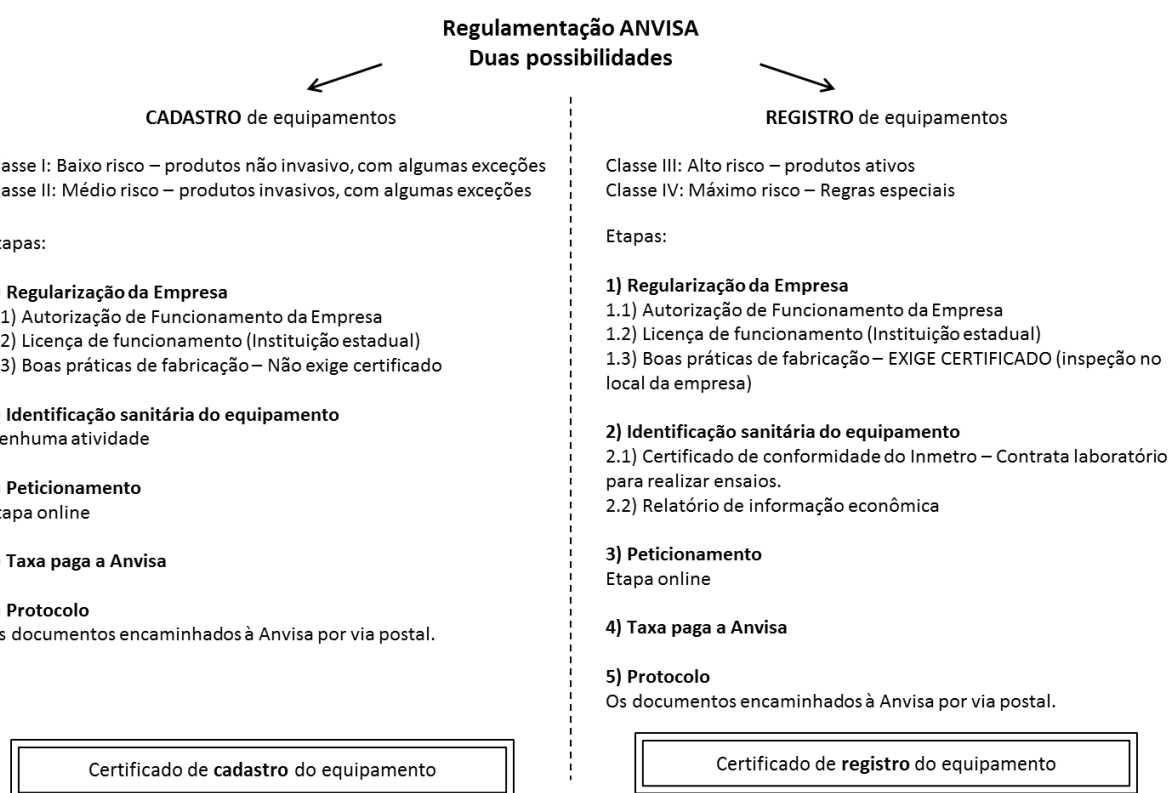 Regulamentação ANVISA
Duas possibilidades
CADASTRO de equipamentos
asse I: Baixo risco – produtos não invasivo, com algumas exceções
asse II: Médio risco – produtos invasivos, com algumas exceções
tapas:
) Regularização da Empresa
1) Autorização de Funcionamento da Empresa
2) Licença de funcionamento (Instituição estadual)
3) Boas práticas de fabricação – Não exige certificado
) Identificação sanitária do equipamento
enhuma atividade
) Peticionamento
tapa online
) Taxa paga a Anvisa
) Protocolo
s documentos encaminhados à Anvisa por via postal.
Certificado de cadastro do equipamento
REGISTRO de equipamentos
Classe III: Alto risco – produtos ativos
Classe IV: Máximo risco – Regras especiais
Etapas:
1) Regularização da Empresa
1.1) Autorização de Funcionamento da Empresa
1.2) Licença de funcionamento (Instituição estadual)
1.3) Boas práticas de fabricação – EXIGE CERTIFICADO (inspeção no
local da empresa)
2) Identificação sanitária do equipamento
2.1) Certificado de conformidade do Inmetro – Contrata laboratório
para realizar ensaios.
2.2) Relatório de informação econômica
3) Peticionamento
Etapa online
4) Taxa paga a Anvisa
5) Protocolo
Os documentos encaminhados à Anvisa por via postal.
Certificado de registro do equipamento